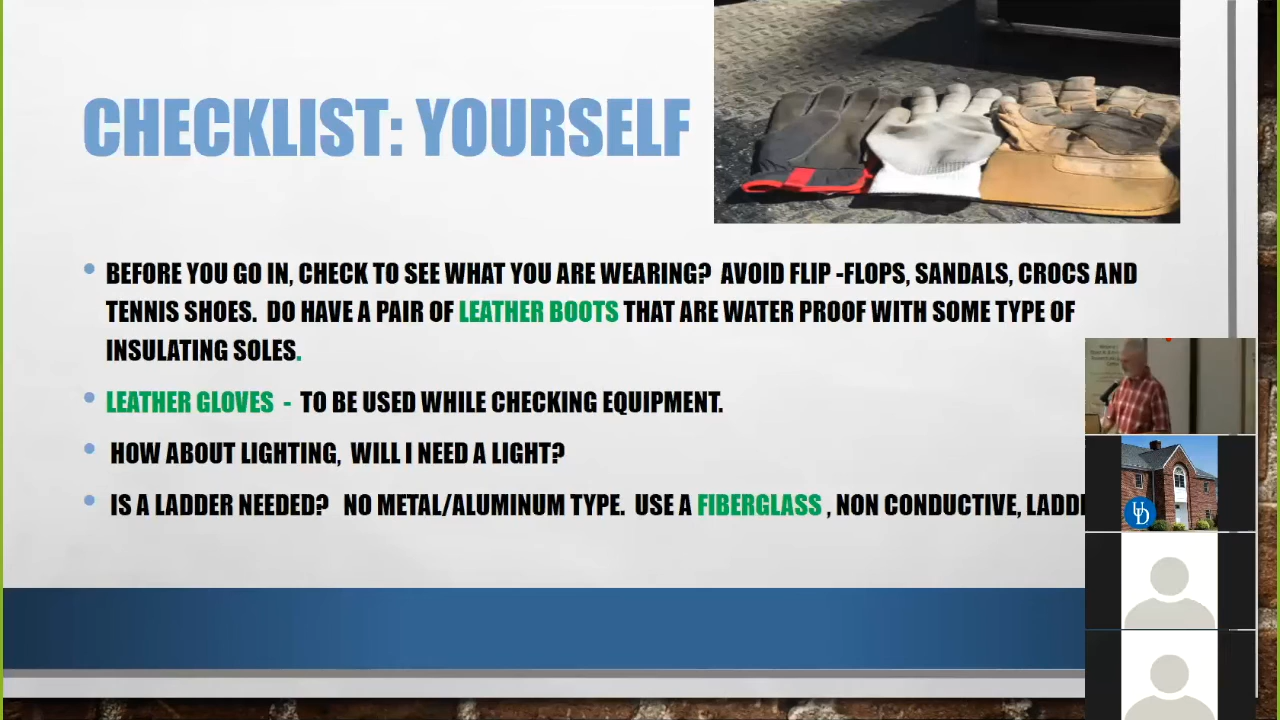 CHECKLIST: YOURSELF
BEFORE YOU GO IN, CHECK TO SEE WHAT YOU ARE WEARING? AVOID FLIP -FLOPS, SANDALS, CROCS AND
TENNIS SHOES. DO HAVE A PAIR OF LEATHER BOOTS THAT ARE WATER PROOF WITH SOME TYPE OF
INSULATING SOLES.
LEATHER GLOVES - TO BE USED WHILE CHECKING EQUIPMENT.
HOW ABOUT LIGHTING, WILL I NEED A LIGHT?
IS A LADDER NEEDED? NO METAL/ALUMINUM TYPE. USE A FIBERGLASS , NON CONDUCTIVE, LADD
UD